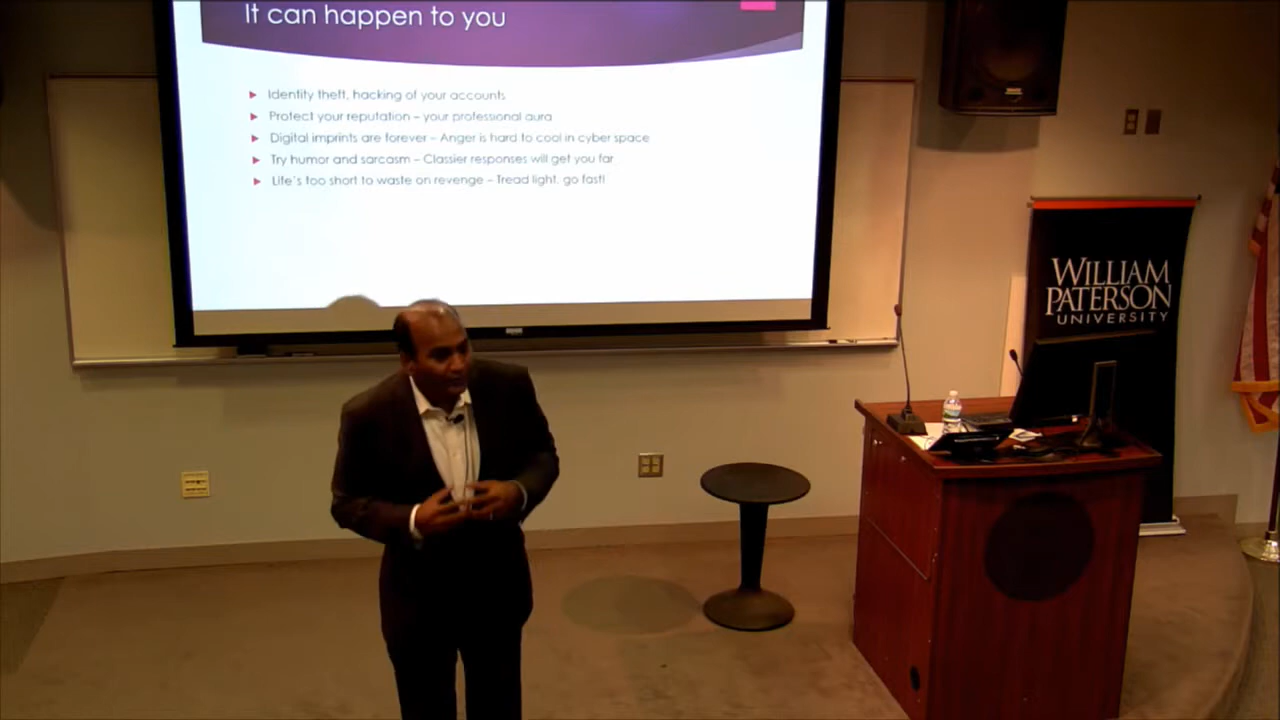 It can happen to you
Identity theft, hacking of your accounts
Protect your reputation – your professional aura
Digital imprints are forever – Anger is hard to cool in cyber space
Try humor and sarcasm – Classier responses will get you far
Life's too short to waste on revenge – Tread light, go fast!
WILLIAM
PATERSON
UNIVERSITY